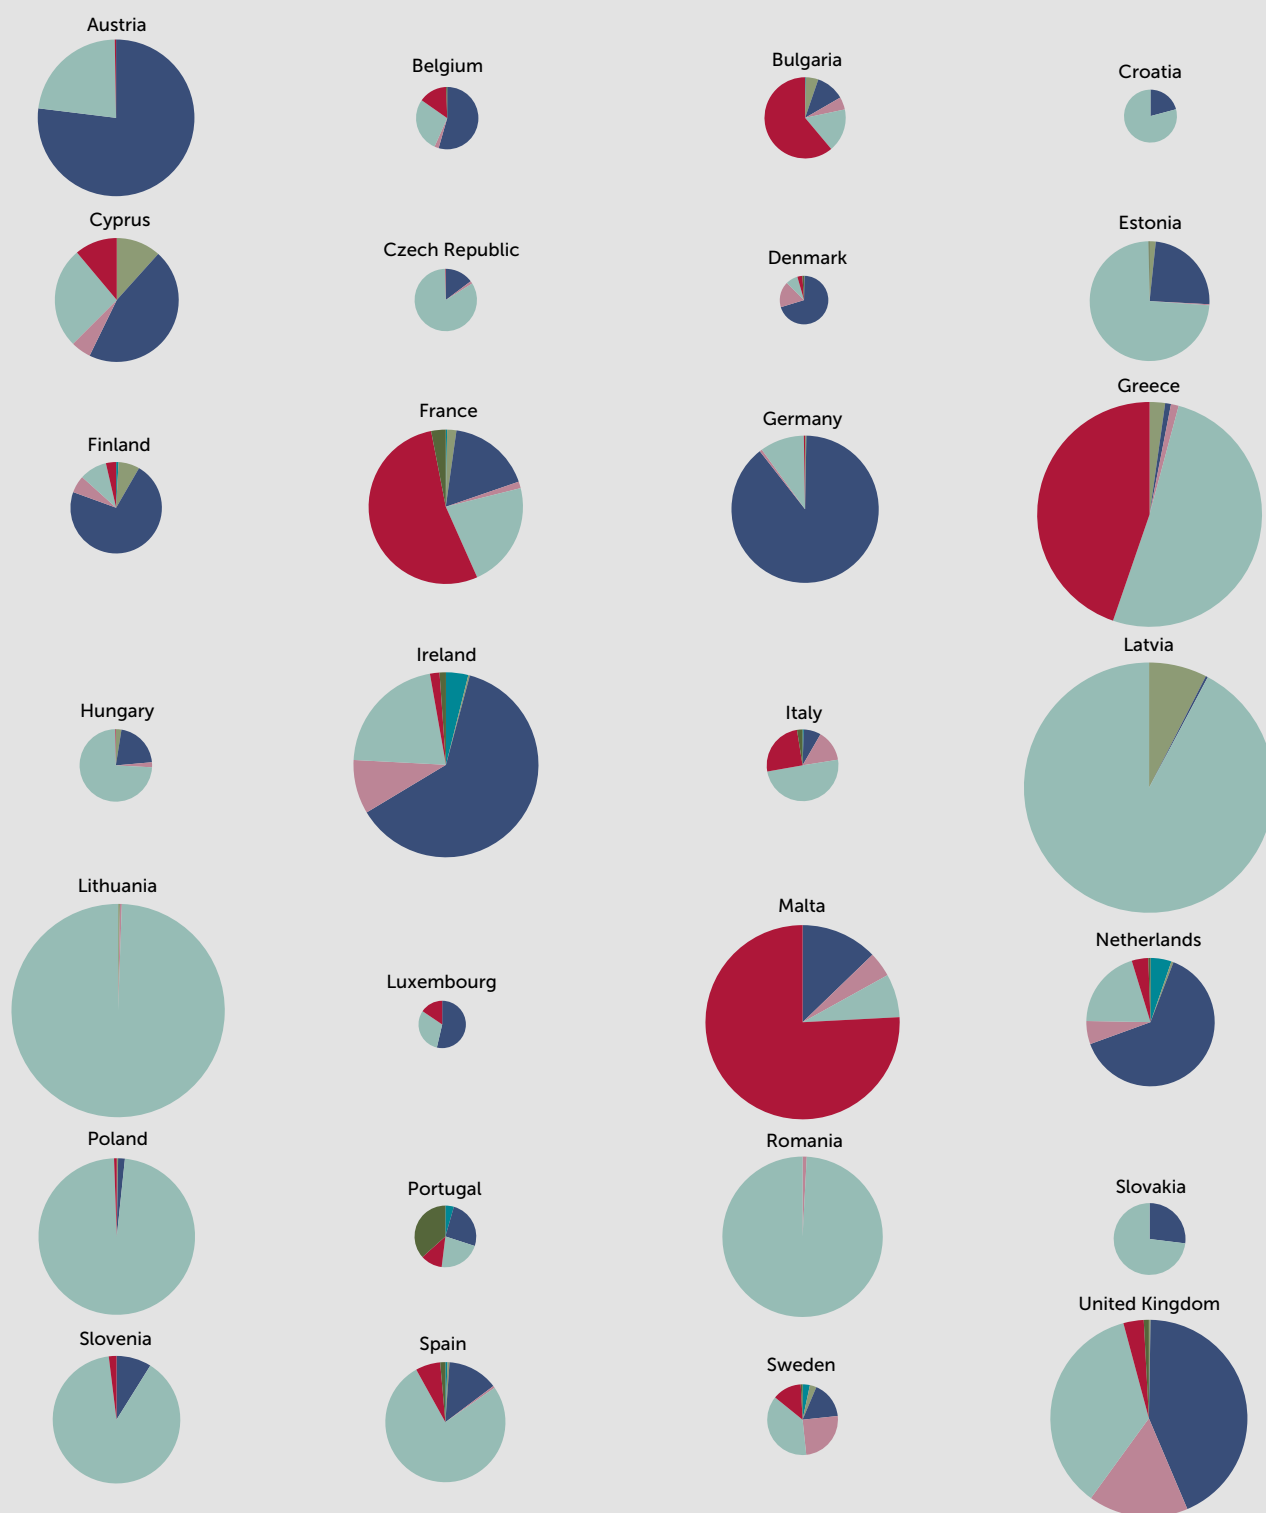 Austria
Belgium
Bulgaria
Croatia
Cyprus
Czech Republic
Denmark
Estonia
Finland
France
Germany
Greece
Hungary
Ireland
Italy
Latvia
Lithuania
Luxembourg
Malta
Netherlands
Poland
Portugal
Romania
Slovakia
Slovenia
Spain
Sweden
United Kingdom